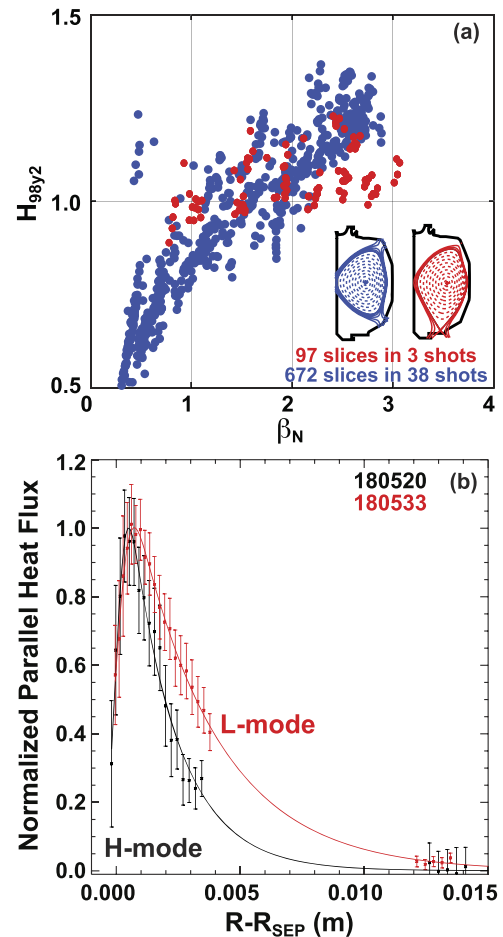 1.5
(a)
H98y2
1.0
97 slices in 3 shots
672 slices in 38 shots
0.5
0 1 2 3 4
βN
1.2
180520 (b)
180533
Normalized Parallel Heat Flux
1.0
0.8
0.6
L-mode
0.4
0.2
H-mode
0.0
0.000 0.005 0.010 0.015
R-RSEP (m)